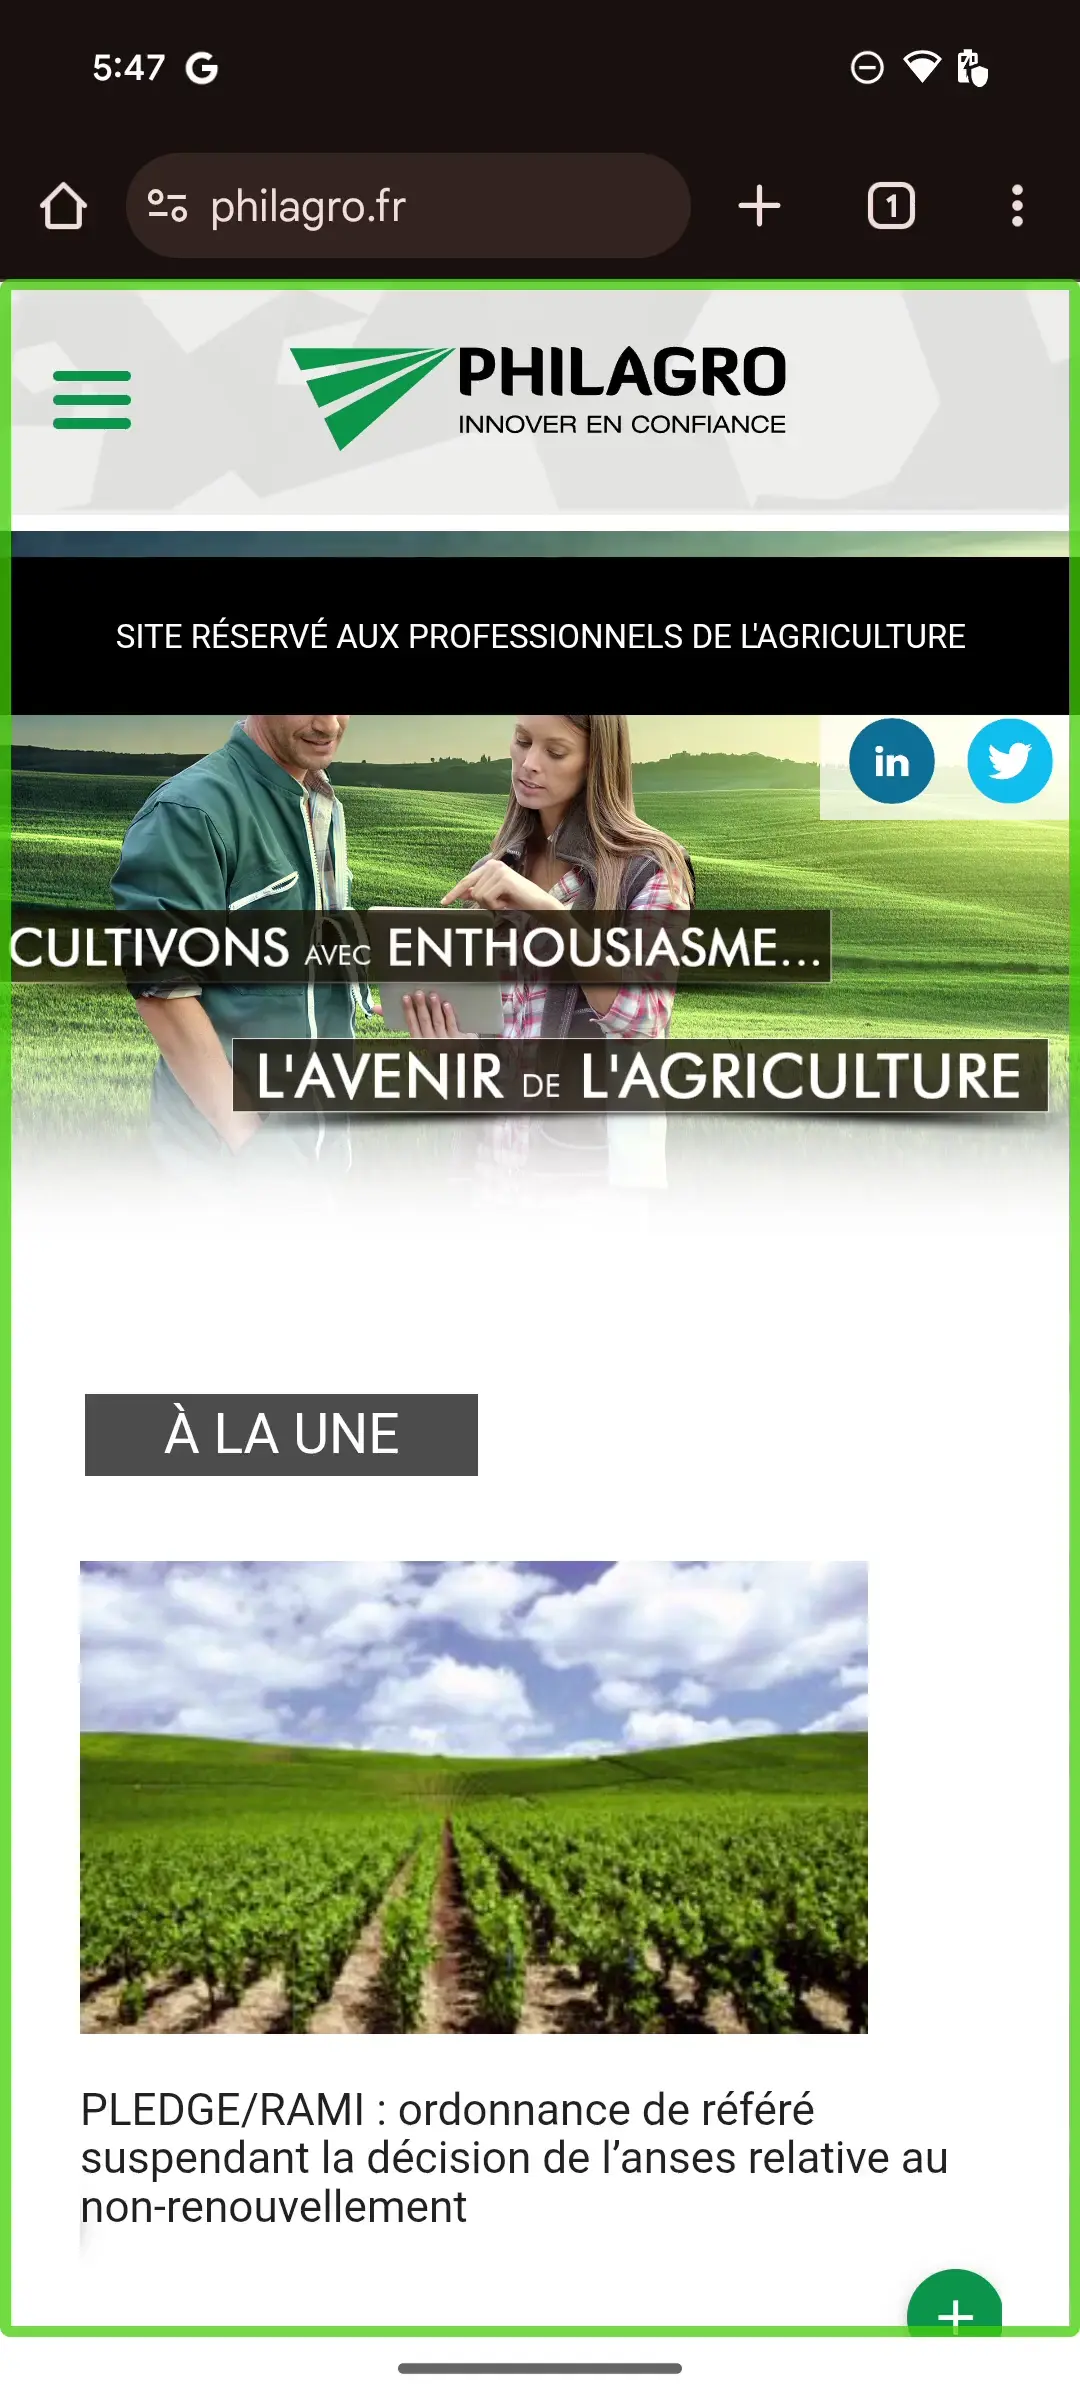 5:47
philagro.fr
1
PHILAGRO
INNOVER EN CONFIANCE
SITE RÉSERVÉ AUX PROFESSIONNELS DE L'AGRICULTURE
in
CULTIVONS AVEC ENTHOUSIASME...
L'AVENIR DE L'AGRICULTURE
À LA UNE
PLEDGE/RAMI : ordonnance de référé
suspendant la décision de l’anses relative au
non-renouvellement